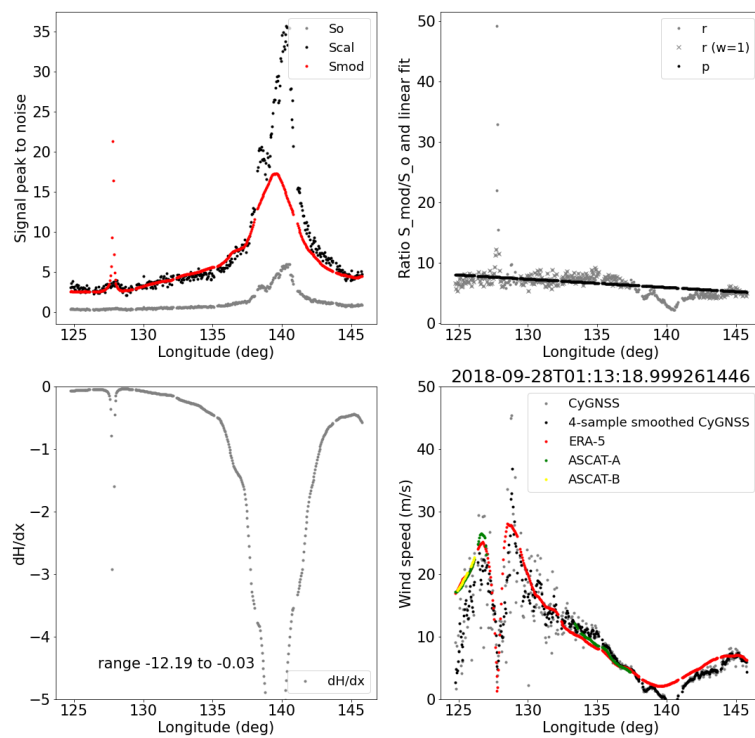 So
Scal
Smod
Signal peak to noise
35
30
25
20
15
10
5
0
125 130 135 140 145
Longitude (deg)
r
r (w=1)
p
Ratio S_mod/S_o and linear fit
50
40
30
20
10
0
125 130 135 140 145
Longitude (deg)
dH/dx
0
−1
−2
−3
−4
−5
range -12.19 to -0.03
dH/dx
125 130 135 140 145
Longitude (deg)
2018-09-28T01:13:18.999261446
CyGNSS
4-sample smoothed CyGNSS
ERA-5
ASCAT-A
ASCAT-B
Wind speed (m/s)
50
40
30
20
10
0
125 130 135 140 145
Longitude (deg)